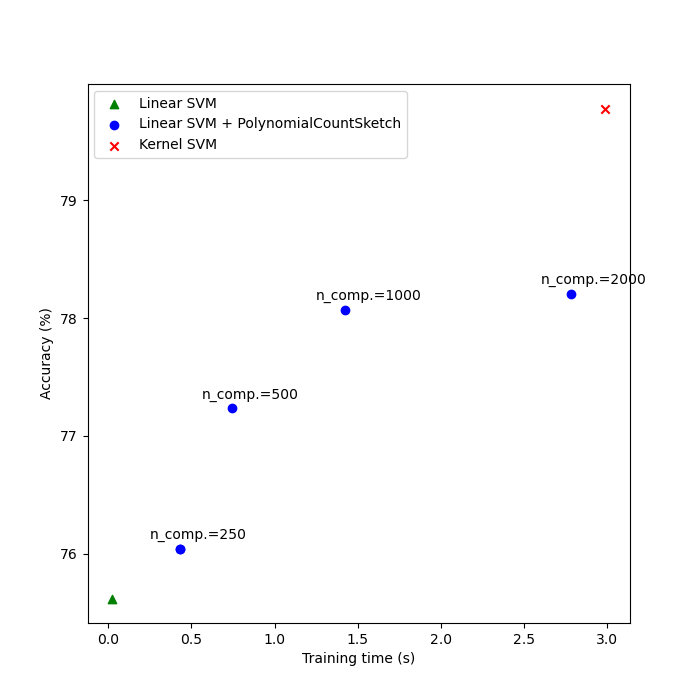 Linear SVM
Linear SVM + PolynomialCountSketch
Kernel SVM
79
n_comp.=2000
n_comp.=1000
78
n_comp.=500
77
n_comp.=250
76
Accuracy (%)
0.0 0.5 1.0 1.5 2.0 2.5 3.0
Training time (s)